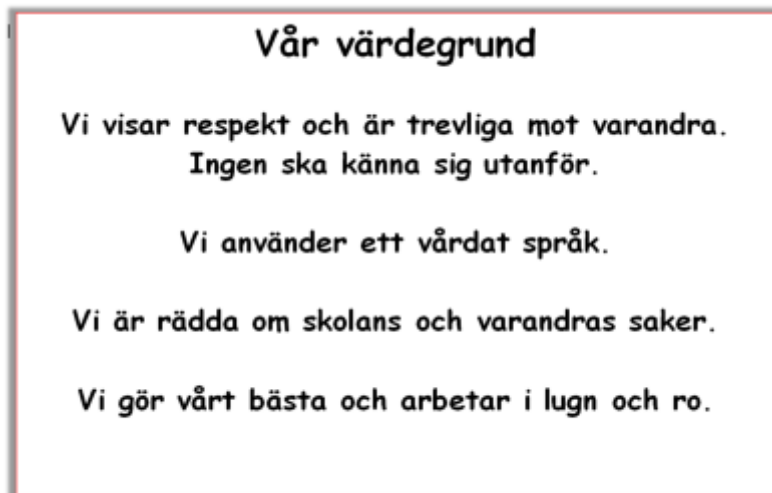 Vår värdegrund
Vi visar respekt och är trevliga mot varandra.
Ingen ska känna sig utanför.
Vi använder ett vårdat språk.
Vi är rädda om skolans och varandras saker.
Vi gör vårt bästa och arbetar i lugn och ro.